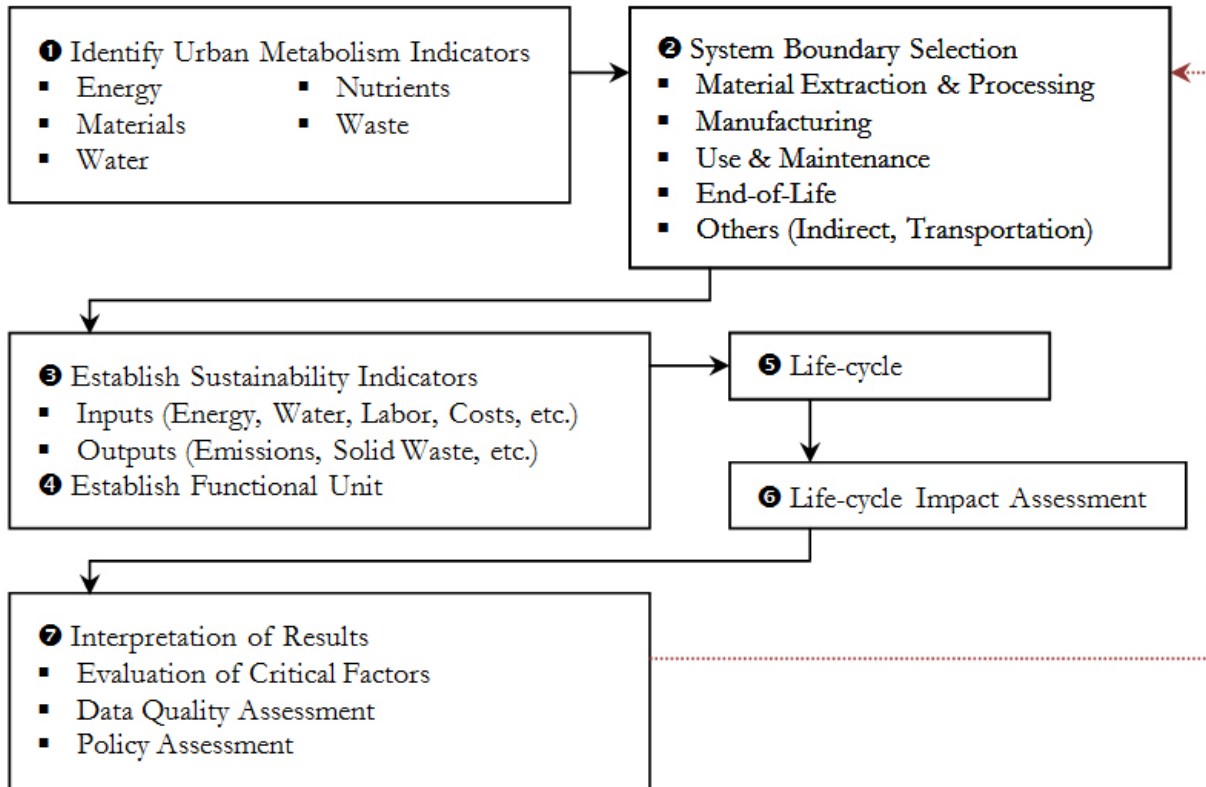 ❶ Identify Urban Metabolism Indicators
▪ Energy ▪ Nutrients
▪ Materials ▪ Waste
▪ Water
❷ System Boundary Selection
▪ Material Extraction & Processing
▪ Manufacturing
▪ Use & Maintenance
▪ End-of-Life
▪ Others (Indirect, Transportation)
❸ Establish Sustainability Indicators
▪ Inputs (Energy, Water, Labor, Costs, etc.)
▪ Outputs (Emissions, Solid Waste, etc.)
❹ Establish Functional Unit
❺ Life-cycle
❻ Life-cycle Impact Assessment
❼ Interpretation of Results
▪ Evaluation of Critical Factors
▪ Data Quality Assessment
▪ Policy Assessment